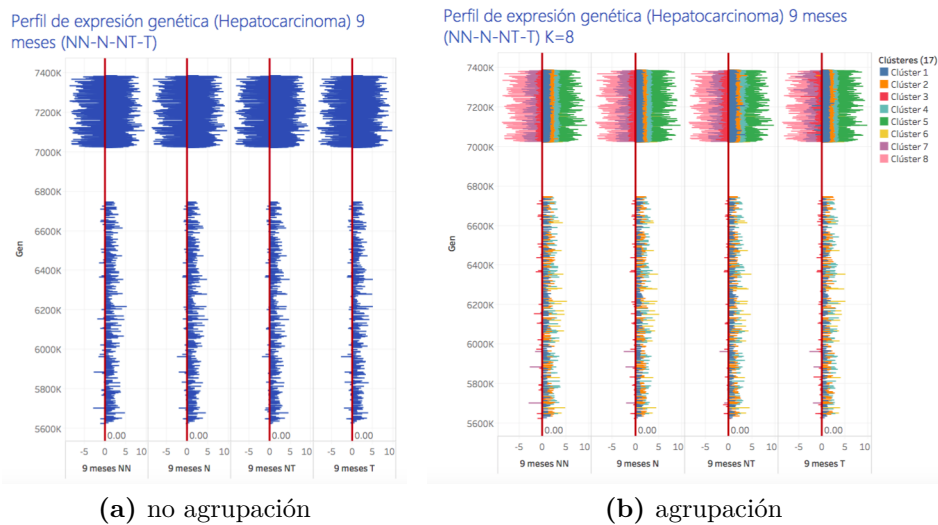 Perfil de expresión genética (Hepatocarcinoma) 9
meses (NN-N-NT-T)
7400K
7200K
7000K
6800K
6600K
6400K
6200K
6000K
5800K
5600K
Gen
0.00 0.00 0.00 0.00
-5 0 5 10 -5 0 5 10 -5 0 5 10 -5 0 5 10
9 meses NN 9 meses N 9 meses NT 9 meses T
(a) no agrupación
Perfil de expresión genética (Hepatocarcinoma) 9 meses
(NN-N-NT-T) K=8
7400K
7200K
7000K
6800K
6600K
6400K
6200K
6000K
5800K
5600K
Gen
0.00 0.00 0.00 0.00
-5 0 5 10 -5 0 5 10 -5 0 5 10 -5 0 5 10
9 meses NN 9 meses N 9 meses NT 9 meses T
Clústeres (17)
Clúster 1
Clúster 2
Clúster 3
Clúster 4
Clúster 5
Clúster 6
Clúster 7
Clúster 8
(b) agrupación